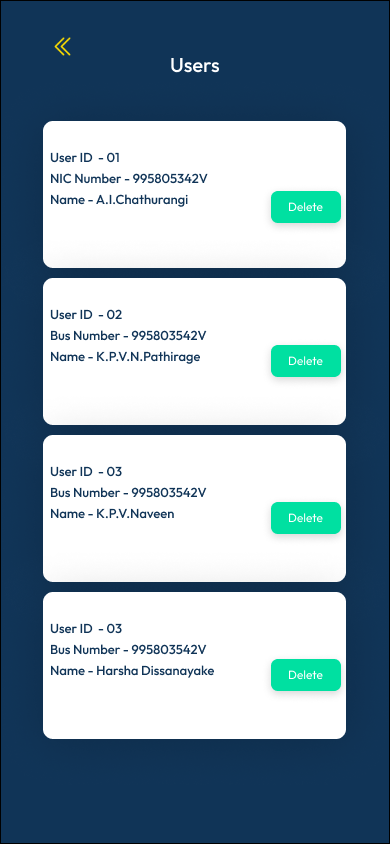 Users
User ID - 01
NIC Number - 995805342V
Name - A.I.Chathurangi
Delete
User ID - 02
Bus Number - 995803542V
Name - K.P.V.N.Pathirage
Delete
User ID - 03
Bus Number - 995803542V
Name - K.P.V.Naveen
Delete
User ID - 03
Bus Number - 995803542V
Name - Harsha Dissanayake
Delete